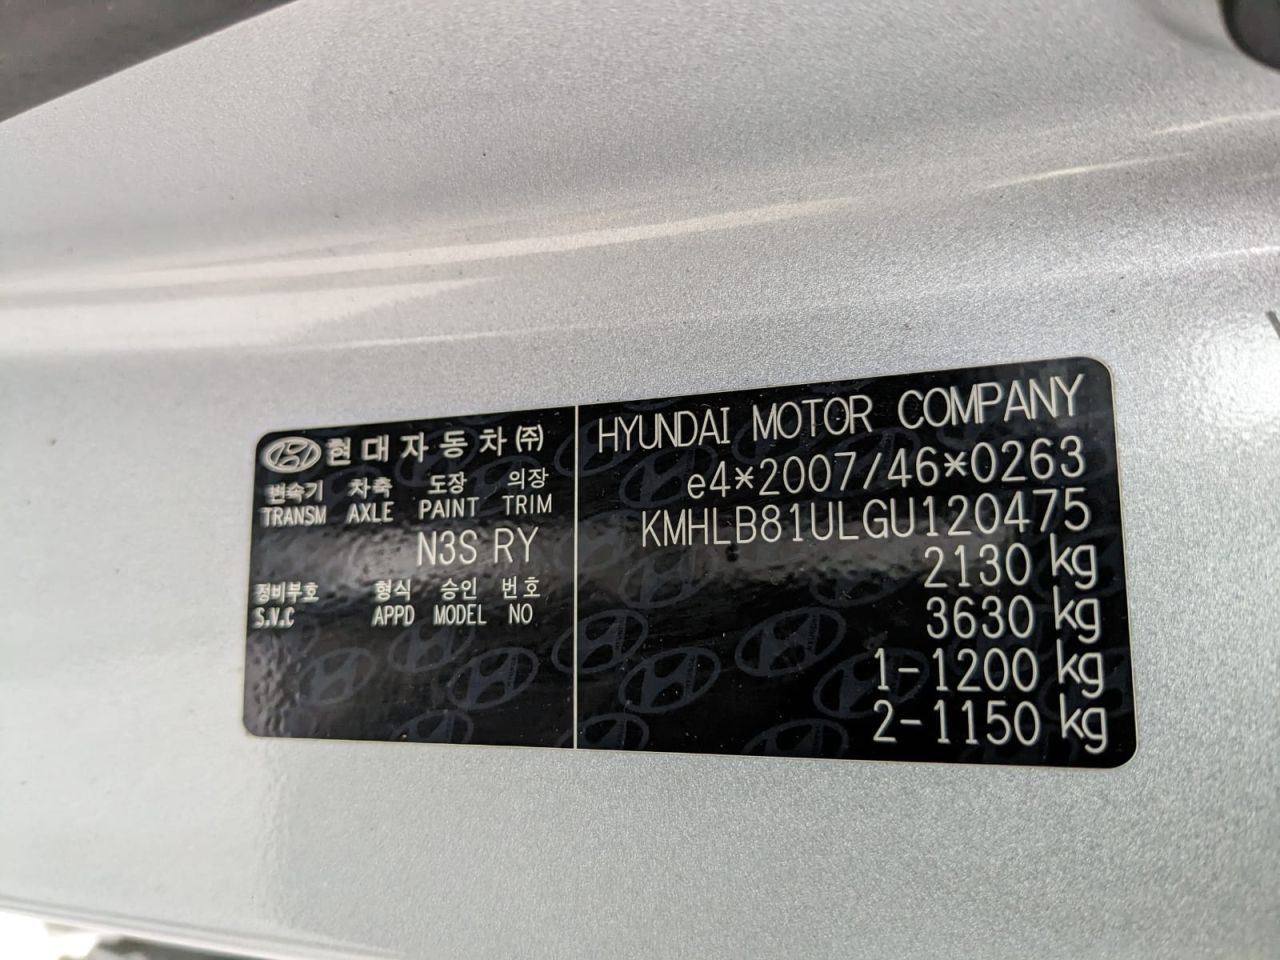 현대자동차㈜
변속기 차축 도장 의장
TRANSM AXLE PAINT TRIM
N3S RY
정비부호 형식 승인 번호
S.V.C APPD MODEL NO
HYUNDAI MOTOR COMPANY
e4*2007/46*0263
KMHLB81ULGU120475
2130 kg
3630 kg
1-1200 kg
2-1150 kg